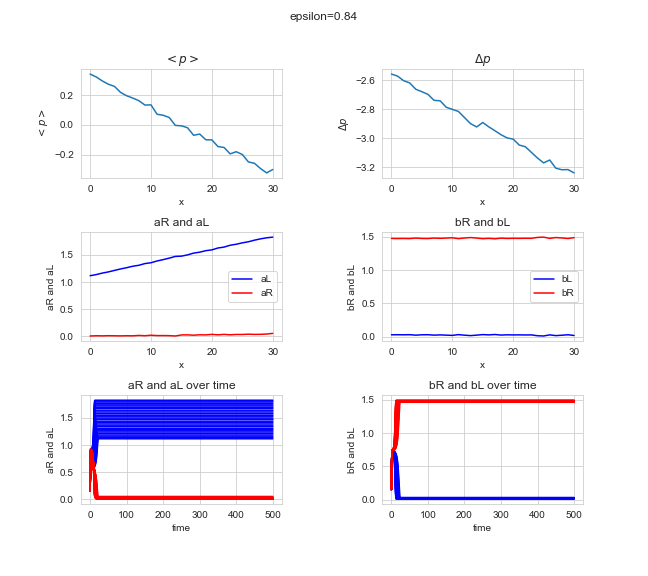 epsilon=0.84
< p >
Δp
< p >
0.2
0.0
−0.2
0
10
20
30
x
Δp
−2.6
−2.8
−3.0
−3.2
0
10
20
30
x
aR and aL
bR and bL
aR and aL
1.5
1.0
0.5
0.0
aL
aR
0
10
20
30
x
bR and bL
1.5
1.0
0.5
0.0
bL
bR
0
10
20
30
x
aR and aL over time
bR and bL over time
aR and aL
1.5
1.0
0.5
0.0
0
100
200
300
400
500
time
bR and bL
1.5
1.0
0.5
0.0
0
100
200
300
400
500
time